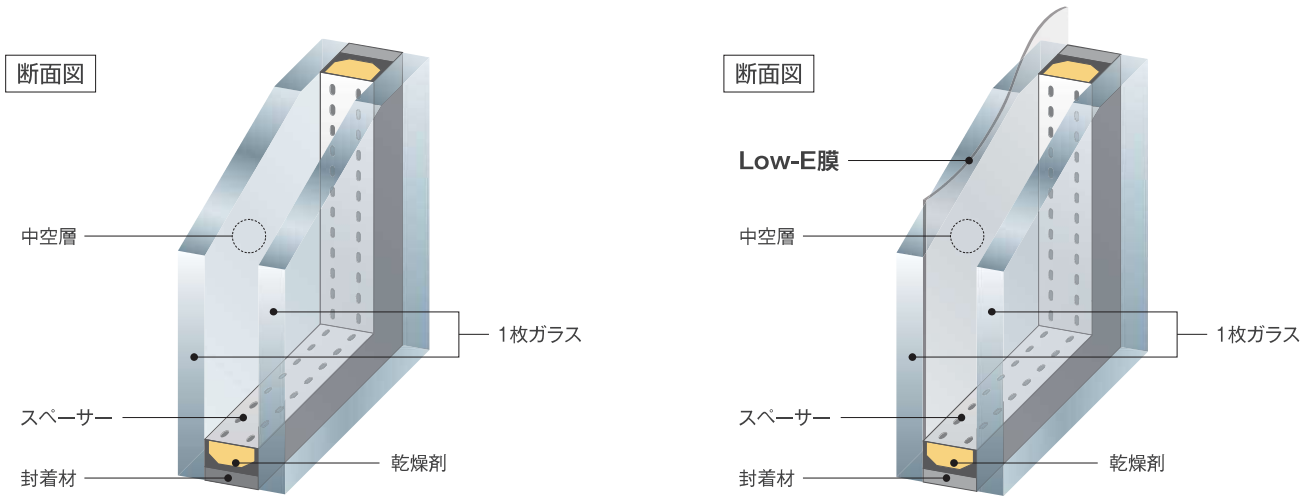 断面図
中空層
1枚ガラス
スペーサー
乾燥剤
封着材
断面図
Low-E膜
中空層
1枚ガラス
スペーサー
乾燥剤
封着材